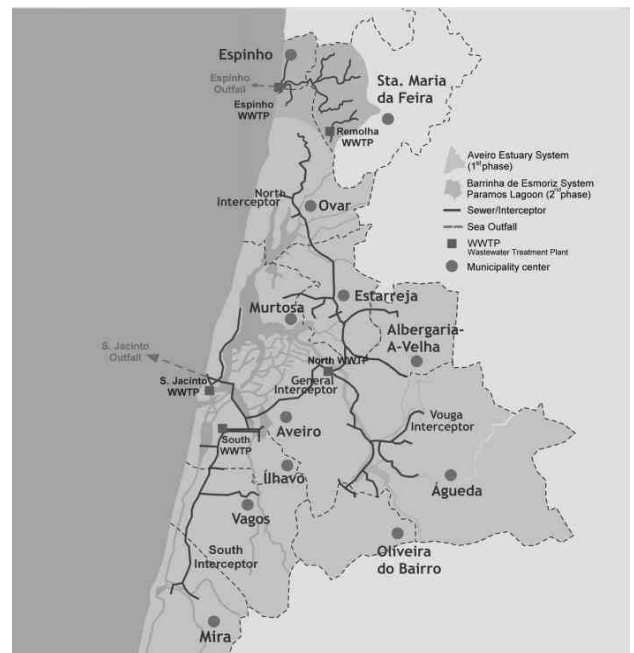 Espinho
Espinho
Outfall
Espinho
WWTP
Sta. Maria
da Feira
Remolha
WWTP
Aveiro Estuary System
(1st phase)
Barrinha de Esmoriz System
Paramos Lagoon (2nd phase)
Sewer/Interceptor
Sea Outfall
WWTP
Wastewater Treatment Plant
Municipality center
North
Interceptor
Ovar
Murtosa
Estarreja
Albergaria-
A-Velha
S. Jacinto
Outfall
North WWTP
S. Jacinto
WWTP
General
Interceptor
Vouga
Interceptor
Aveiro
South
WWTP
Ílhavo
Águeda
Vagos
Oliveira
do Bairro
South
Interceptor
Mira